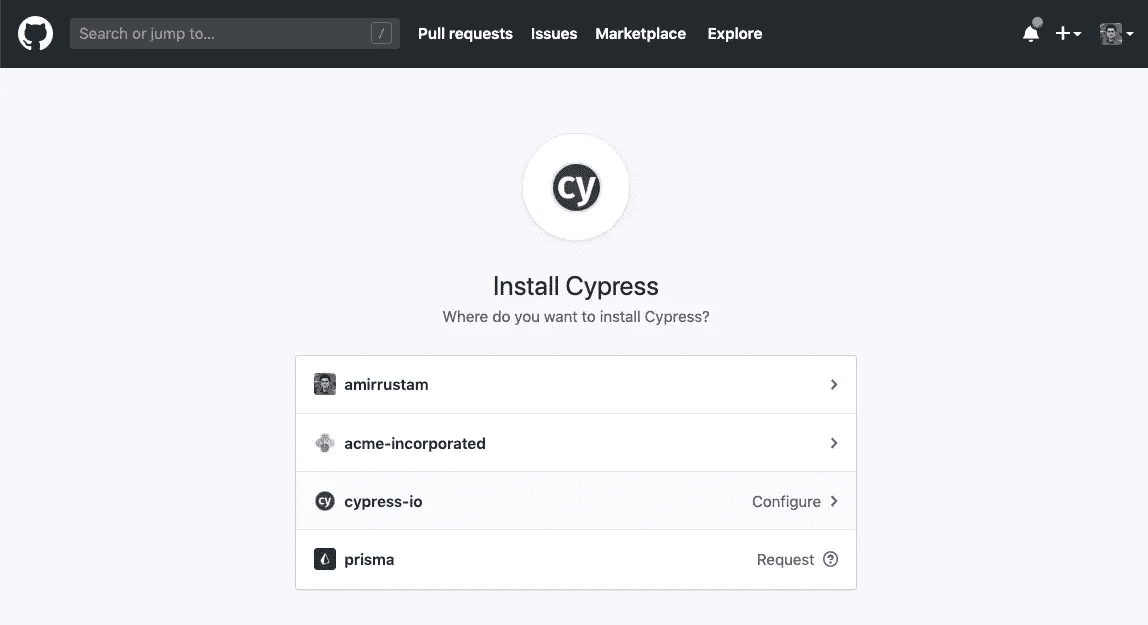 Search or jump to... /
Pull requests Issues Marketplace Explore
cy
Install Cypress
Where do you want to install Cypress?
amirrustam
acme-incorporated
cy cypress-io Configure
prisma Request ?